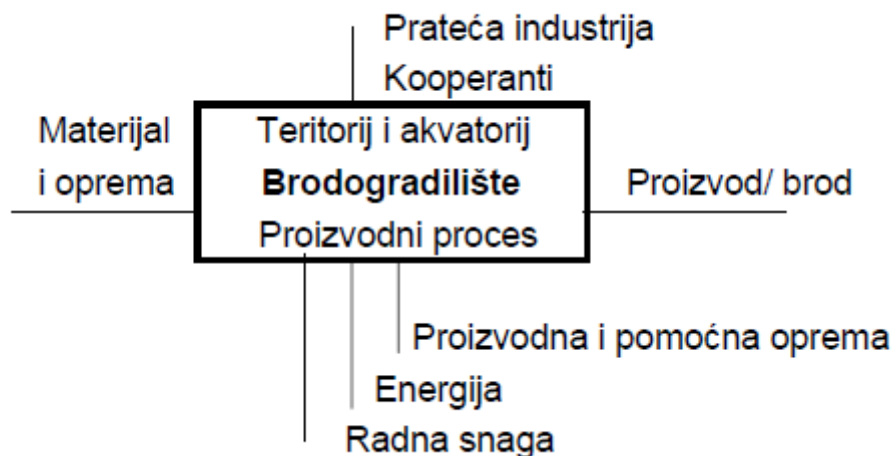 Prateća industrija
Kooperanti
Materijal
i oprema
Teritorij i akvatorij
Brodogradilište
Proizvodni proces
Proizvod/ brod
Proizvodna i pomoćna oprema
Energija
Radna snaga